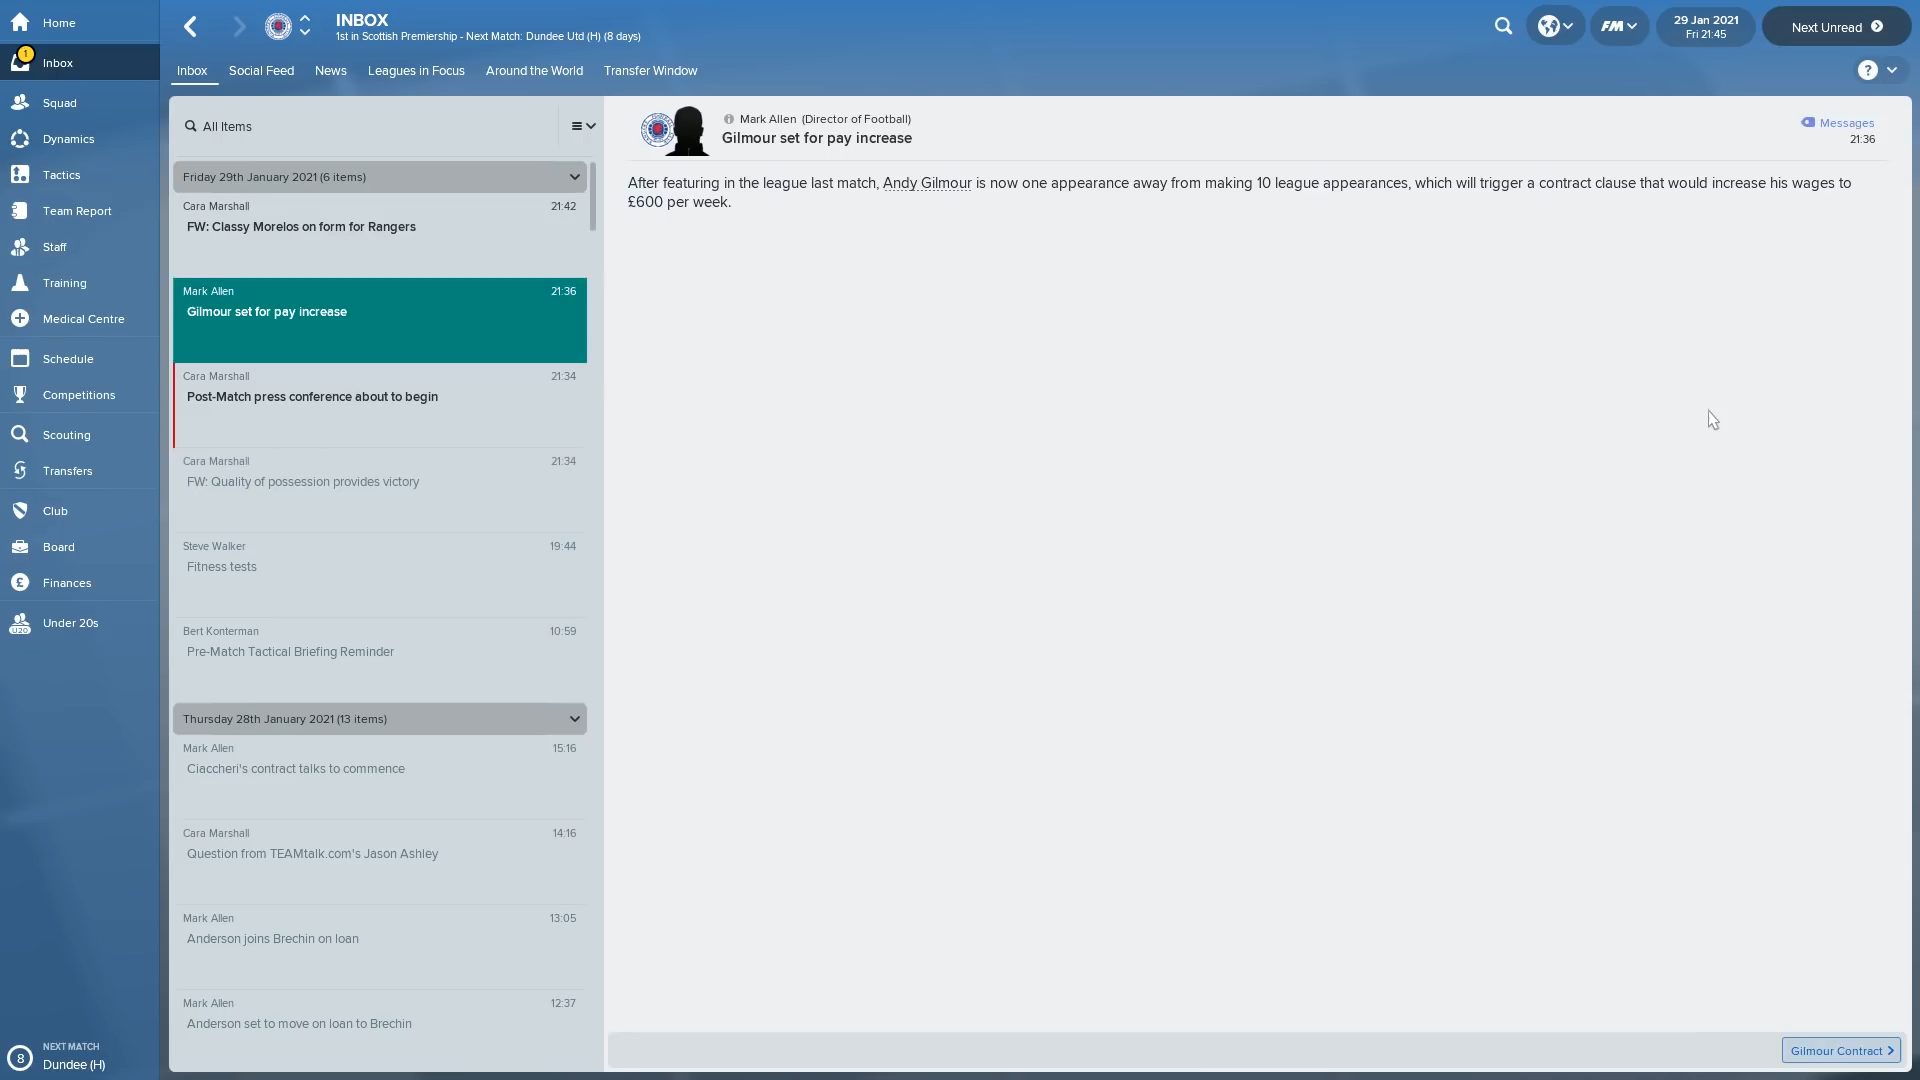 Home
1
Inbox
Squad
Dynamics
Tactics
Team Report
Staff
Training
Medical Centre
Schedule
Competitions
Scouting
Transfers
Club
Board
£
Finances
U20
Under 20s
8
NEXT MATCH
Dundee (H)
INBOX
1st in Scottish Premiership - Next Match: Dundee Utd (H) (8 days)
FM
29 Jan 2021
Fri 21:45
Next Unread
Inbox
Social Feed
News
Leagues in Focus
Around the World
Transfer Window
?
All Items
Friday 29th January 2021 (6 items)
Cara Marshall
21:42
FW: Classy Morelos on form for Rangers
Mark Allen
21:36
Gilmour set for pay increase
Cara Marshall
21:34
Post-Match press conference about to begin
Cara Marshall
21:34
FW: Quality of possession provides victory
Steve Walker
19:44
Fitness tests
Bert Konterman
10:59
Pre-Match Tactical Briefing Reminder
Thursday 28th January 2021 (13 items)
Mark Allen
15:16
Ciaccheri's contract talks to commence
Cara Marshall
14:16
Question from TEAMtalk.com's Jason Ashley
Mark Allen
13:05
Anderson joins Brechin on loan
Mark Allen
12:37
Anderson set to move on loan to Brechin
Mark Allen (Director of Football)
Gilmour set for pay increase
Messages
21:36
After featuring in the league last match, Andy Gilmour is now one appearance away from making 10 league appearances, which will trigger a contract clause that would increase his wages to
£600 per week.
Gilmour Contract